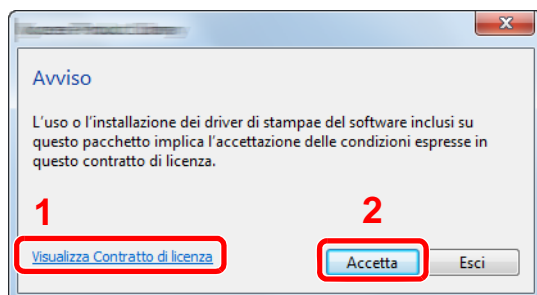 Avviso
L'uso o l'installazione dei driver di stampae del software inclusi su
questo pacchetto implica l'accettazione delle condizioni espresse in
questo contratto di licenza.
1
2
Visualizza Contratto di licenza
Accetta
Esci